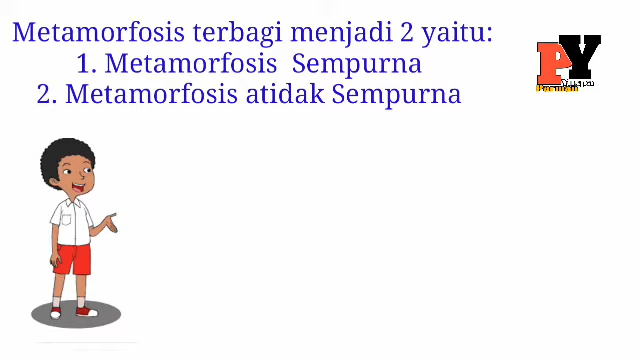 Metamorfosis terbagi menjadi 2 yaitu:
1. Metamorfosis Sempurna
2. Metamorfosis atidak Sempurna
PY